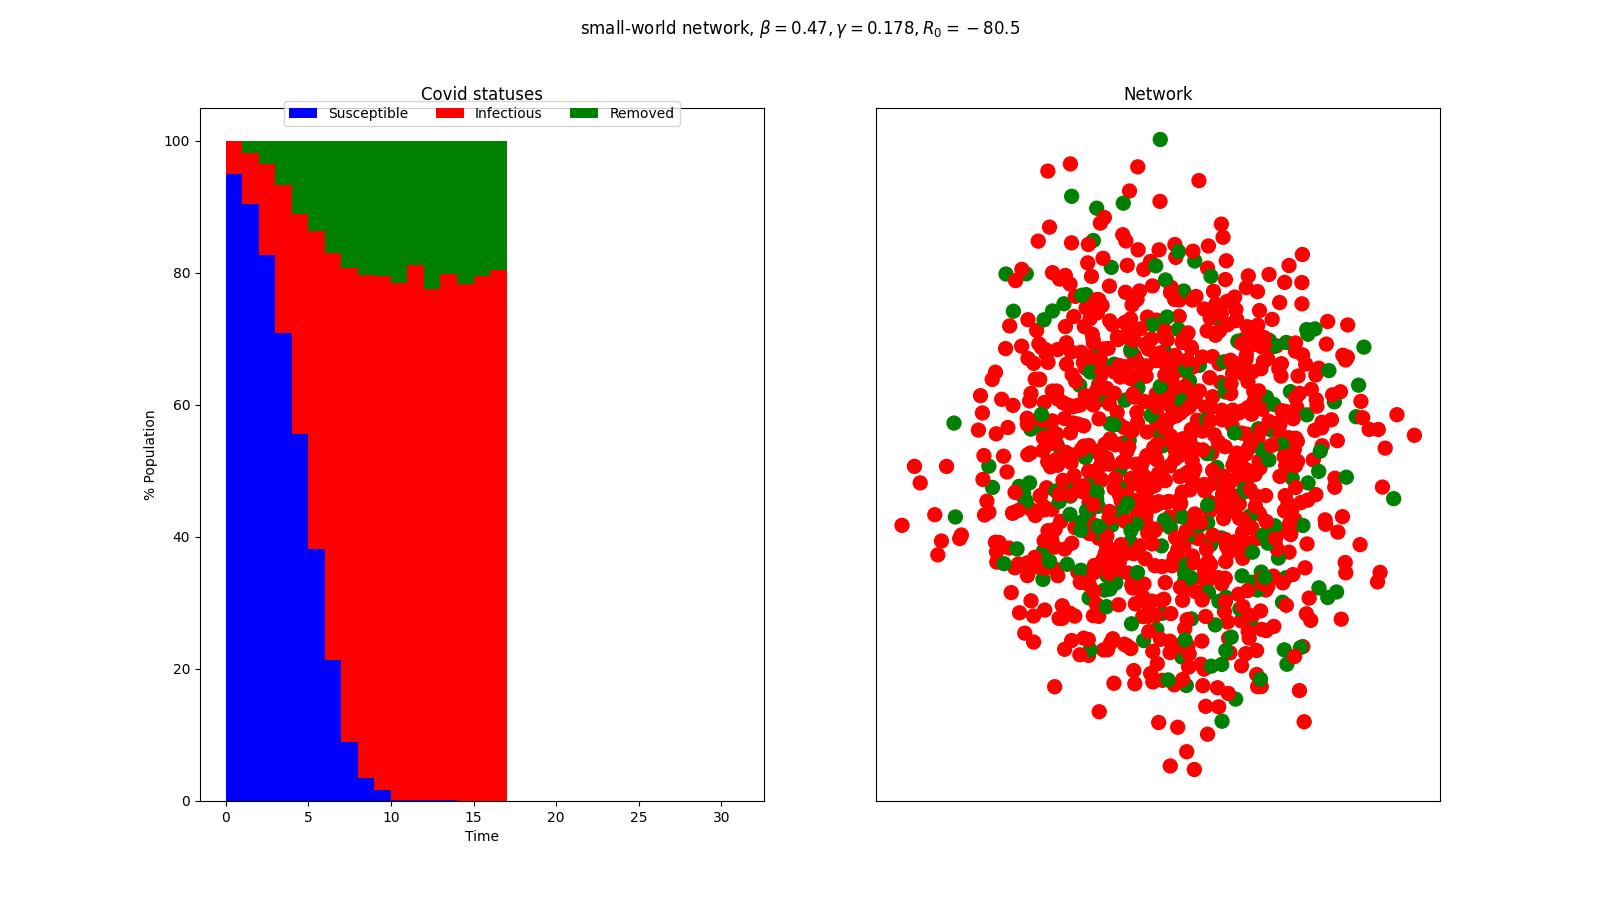 small-world network, β = 0.47, γ = 0.178, R₀ = − 80.5
Covid statuses
Susceptible Infectious Removed
100
80
60
40
20
0
% Population
0 5 10 15 20 25 30
Time
Network